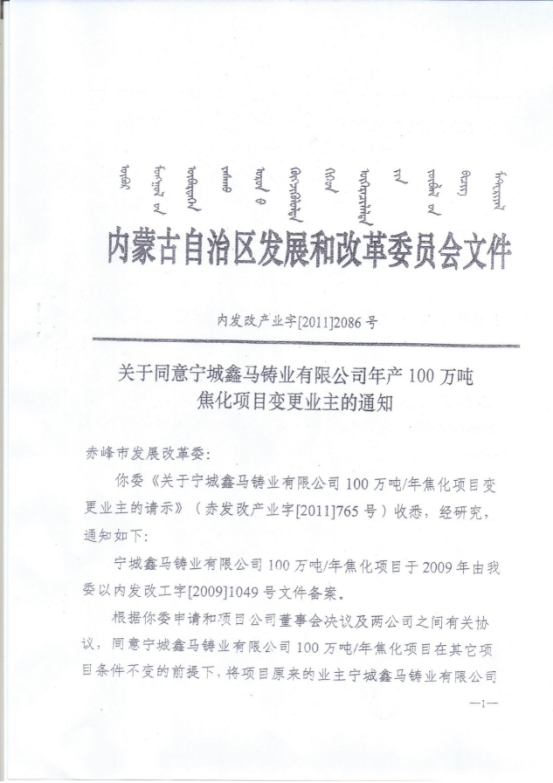 内蒙古自治区发展和改革委员会文件
内发改产业字[2011]2086号
关于同意宁城鑫马铸业有限公司年产100万吨
焦化项目变更业主的通知
赤峰市发展改革委：
你委《关于宁城鑫马铸业有限公司100万吨/年焦化项目变
更业主的请示》（赤发改产业字[2011]765号）收悉，经研究，
通知如下：
宁城鑫马铸业有限公司100万吨/年焦化项目于2009年由我
委以内发改工字[2009]1049号文件备案。
根据你委申请和项目公司董事会决议及两公司之间有关协
议，同意宁城鑫马铸业有限公司100万吨/年焦化项目在其它项
目条件不变的前提下，将项目原来的业主宁城鑫马铸业有限公司
—1—